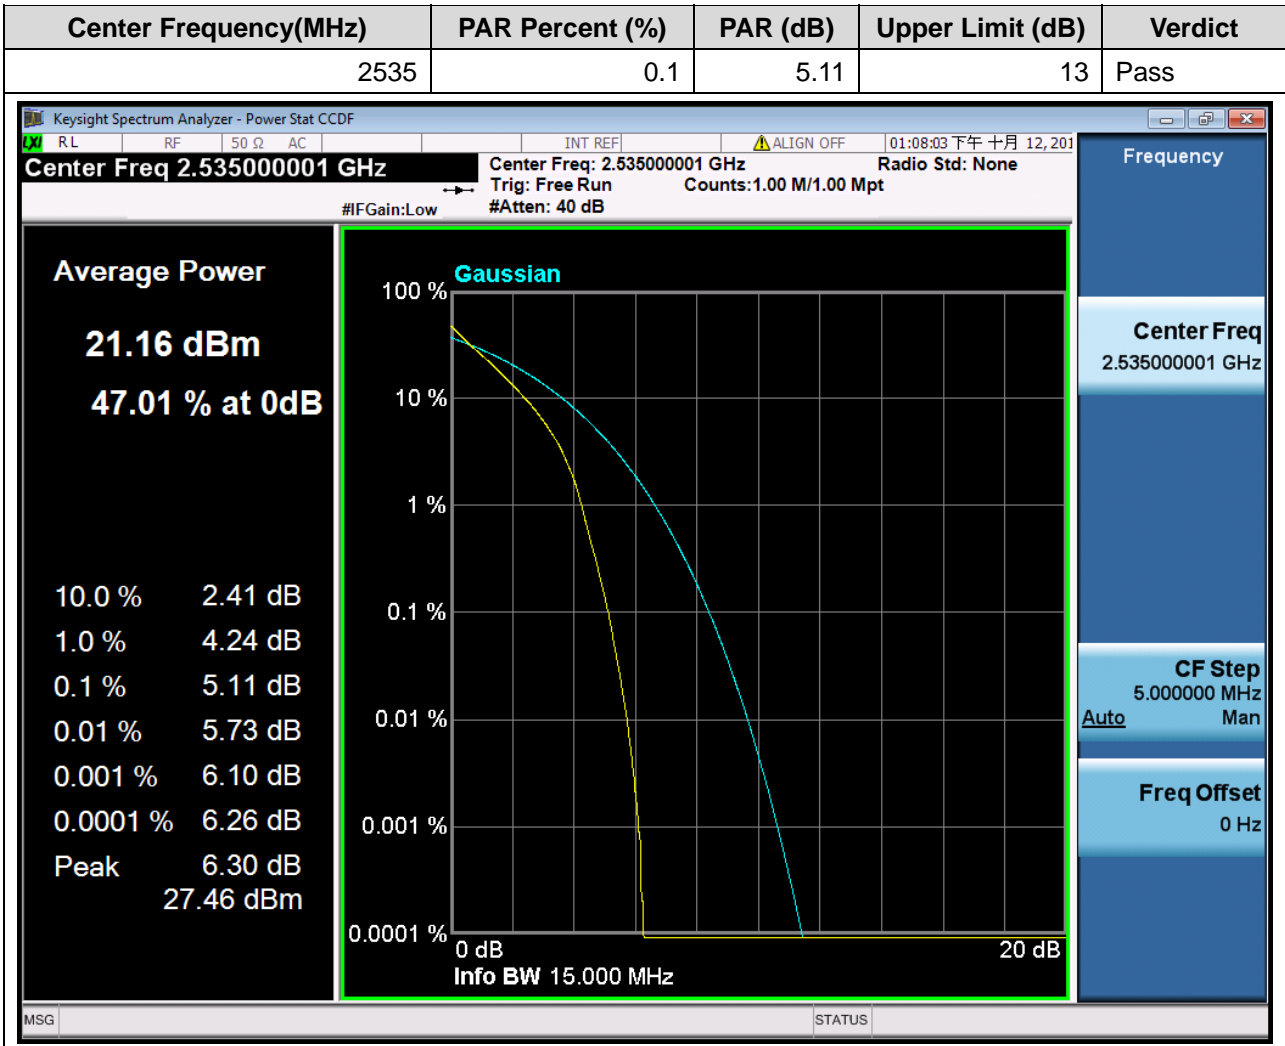 Center Frequency(MHz) PAR Percent (%) PAR (dB) Upper Limit (dB) Verdict
2535 0.1 5.11 13 Pass
Keysight Spectrum Analyzer - Power Stat CCDF
LXI RL RF 50 Ω AC INT REF ALIGN OFF 01:08:03 下午 十月 12, 201
Center Freq 2.535000001 GHz
Center Freq: 2.535000001 GHz Radio Std: None
Trig: Free Run Counts:1.00 M/1.00 Mpt
#IFGain:Low #Atten: 40 dB
Average Power
21.16 dBm
47.01 % at 0dB
10.0 % 2.41 dB
1.0 % 4.24 dB
0.1 % 5.11 dB
0.01 % 5.73 dB
0.001 % 6.10 dB
0.0001 % 6.26 dB
Peak 6.30 dB
27.46 dBm
Gaussian
100 %
10 %
1 %
0.1 %
0.01 %
0.001 %
0.0001 %
0 dB 20 dB
Info BW 15.000 MHz
Frequency
Center Freq
2.535000001 GHz
CF Step
5.000000 MHz
Auto Man
Freq Offset
0 Hz
MSG STATUS